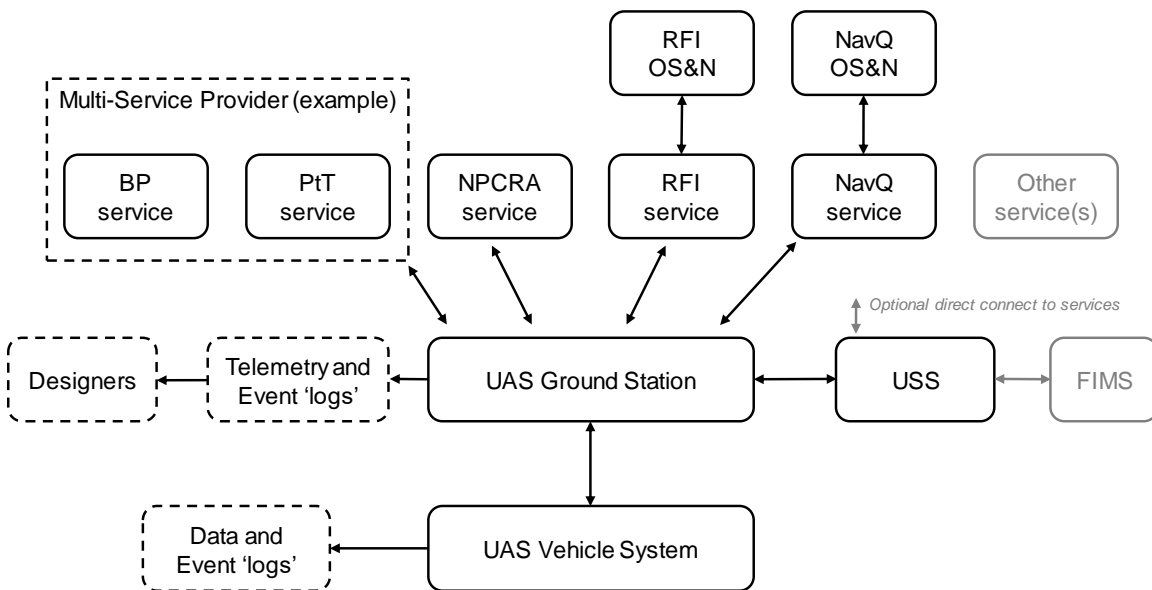 RFI
OS&N
NavQ
OS&N
Multi-Service Provider (example)
BP
service
PtT
service
NPCRA
service
RFI
service
NavQ
service
Other
service(s)
Optional direct connect to services
Designers
Telemetry and
Event ‘logs’
UAS Ground Station
USS
FIMS
Data and
Event ‘logs’
UAS Vehicle System